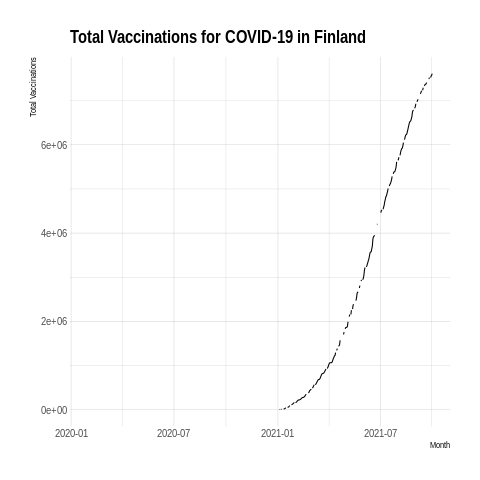 Total Vaccinations for COVID-19 in Finland
Total Vaccinations
6e+06
4e+06
2e+06
0e+00
2020-01 2020-07 2021-01 2021-07
Month